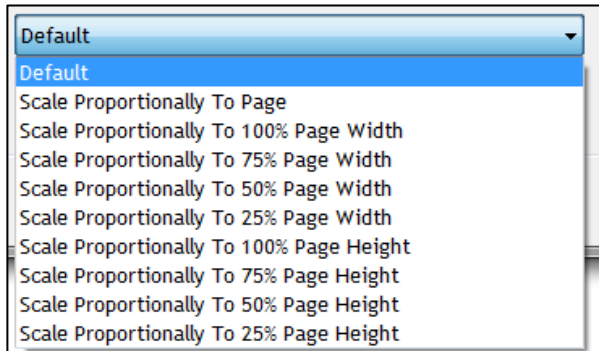 Default
Default
Scale Proportionally To Page
Scale Proportionally To 100% Page Width
Scale Proportionally To 75% Page Width
Scale Proportionally To 50% Page Width
Scale Proportionally To 25% Page Width
Scale Proportionally To 100% Page Height
Scale Proportionally To 75% Page Height
Scale Proportionally To 50% Page Height
Scale Proportionally To 25% Page Height